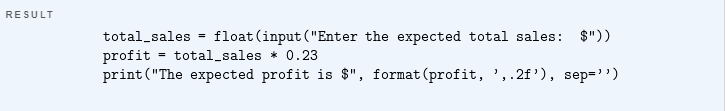 RESULT
total_sales = float(input("Enter the expected total sales:  $"))
profit = total_sales * 0.23
print("The expected profit is $", format(profit, ’,.2f’), sep=’’)